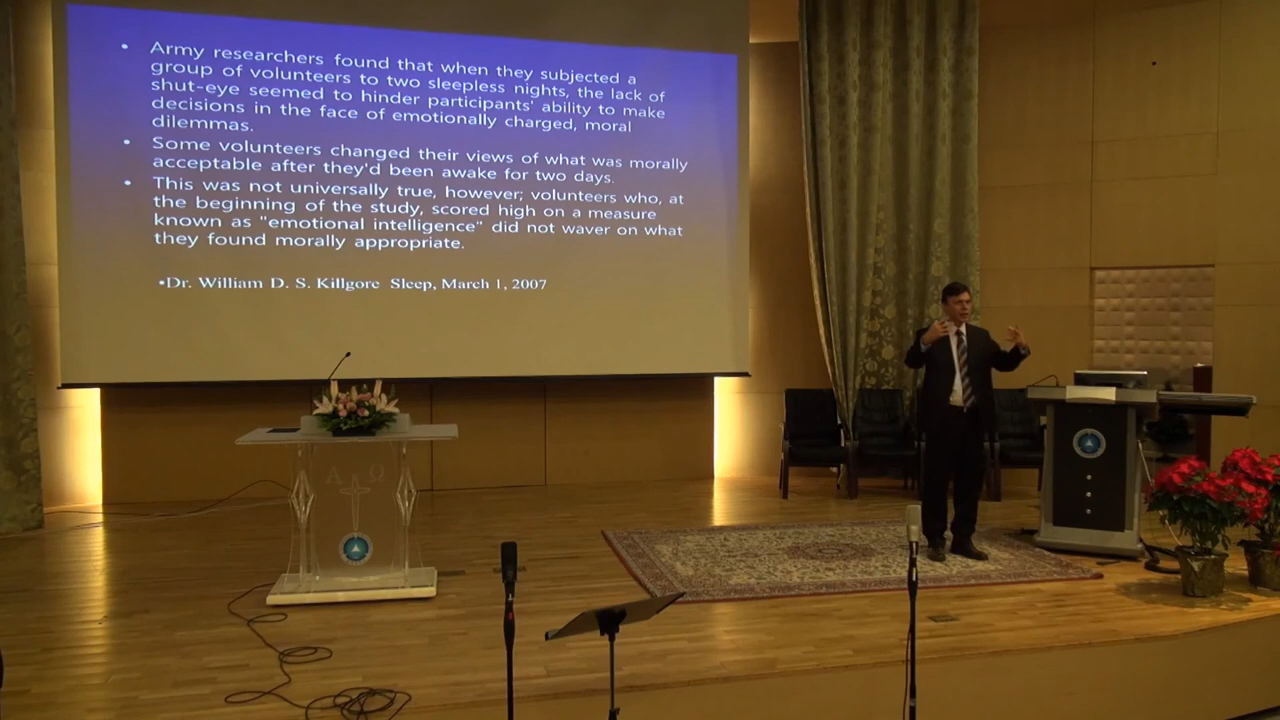 • Army researchers found that when they subjected a
group of volunteers to two sleepless nights, the lack of
shut-eye seemed to hinder participants' ability to make
decisions in the face of emotionally charged, moral
dilemmas.
• Some volunteers changed their views of what was morally
acceptable after they'd been awake for two days.
• This was not universally true, however; volunteers who, at
the beginning of the study, scored high on a measure
known as "emotional intelligence" did not waver on what
they found morally appropriate.
•Dr. William D. S. Killgore Sleep, March 1, 2007
Α Ω